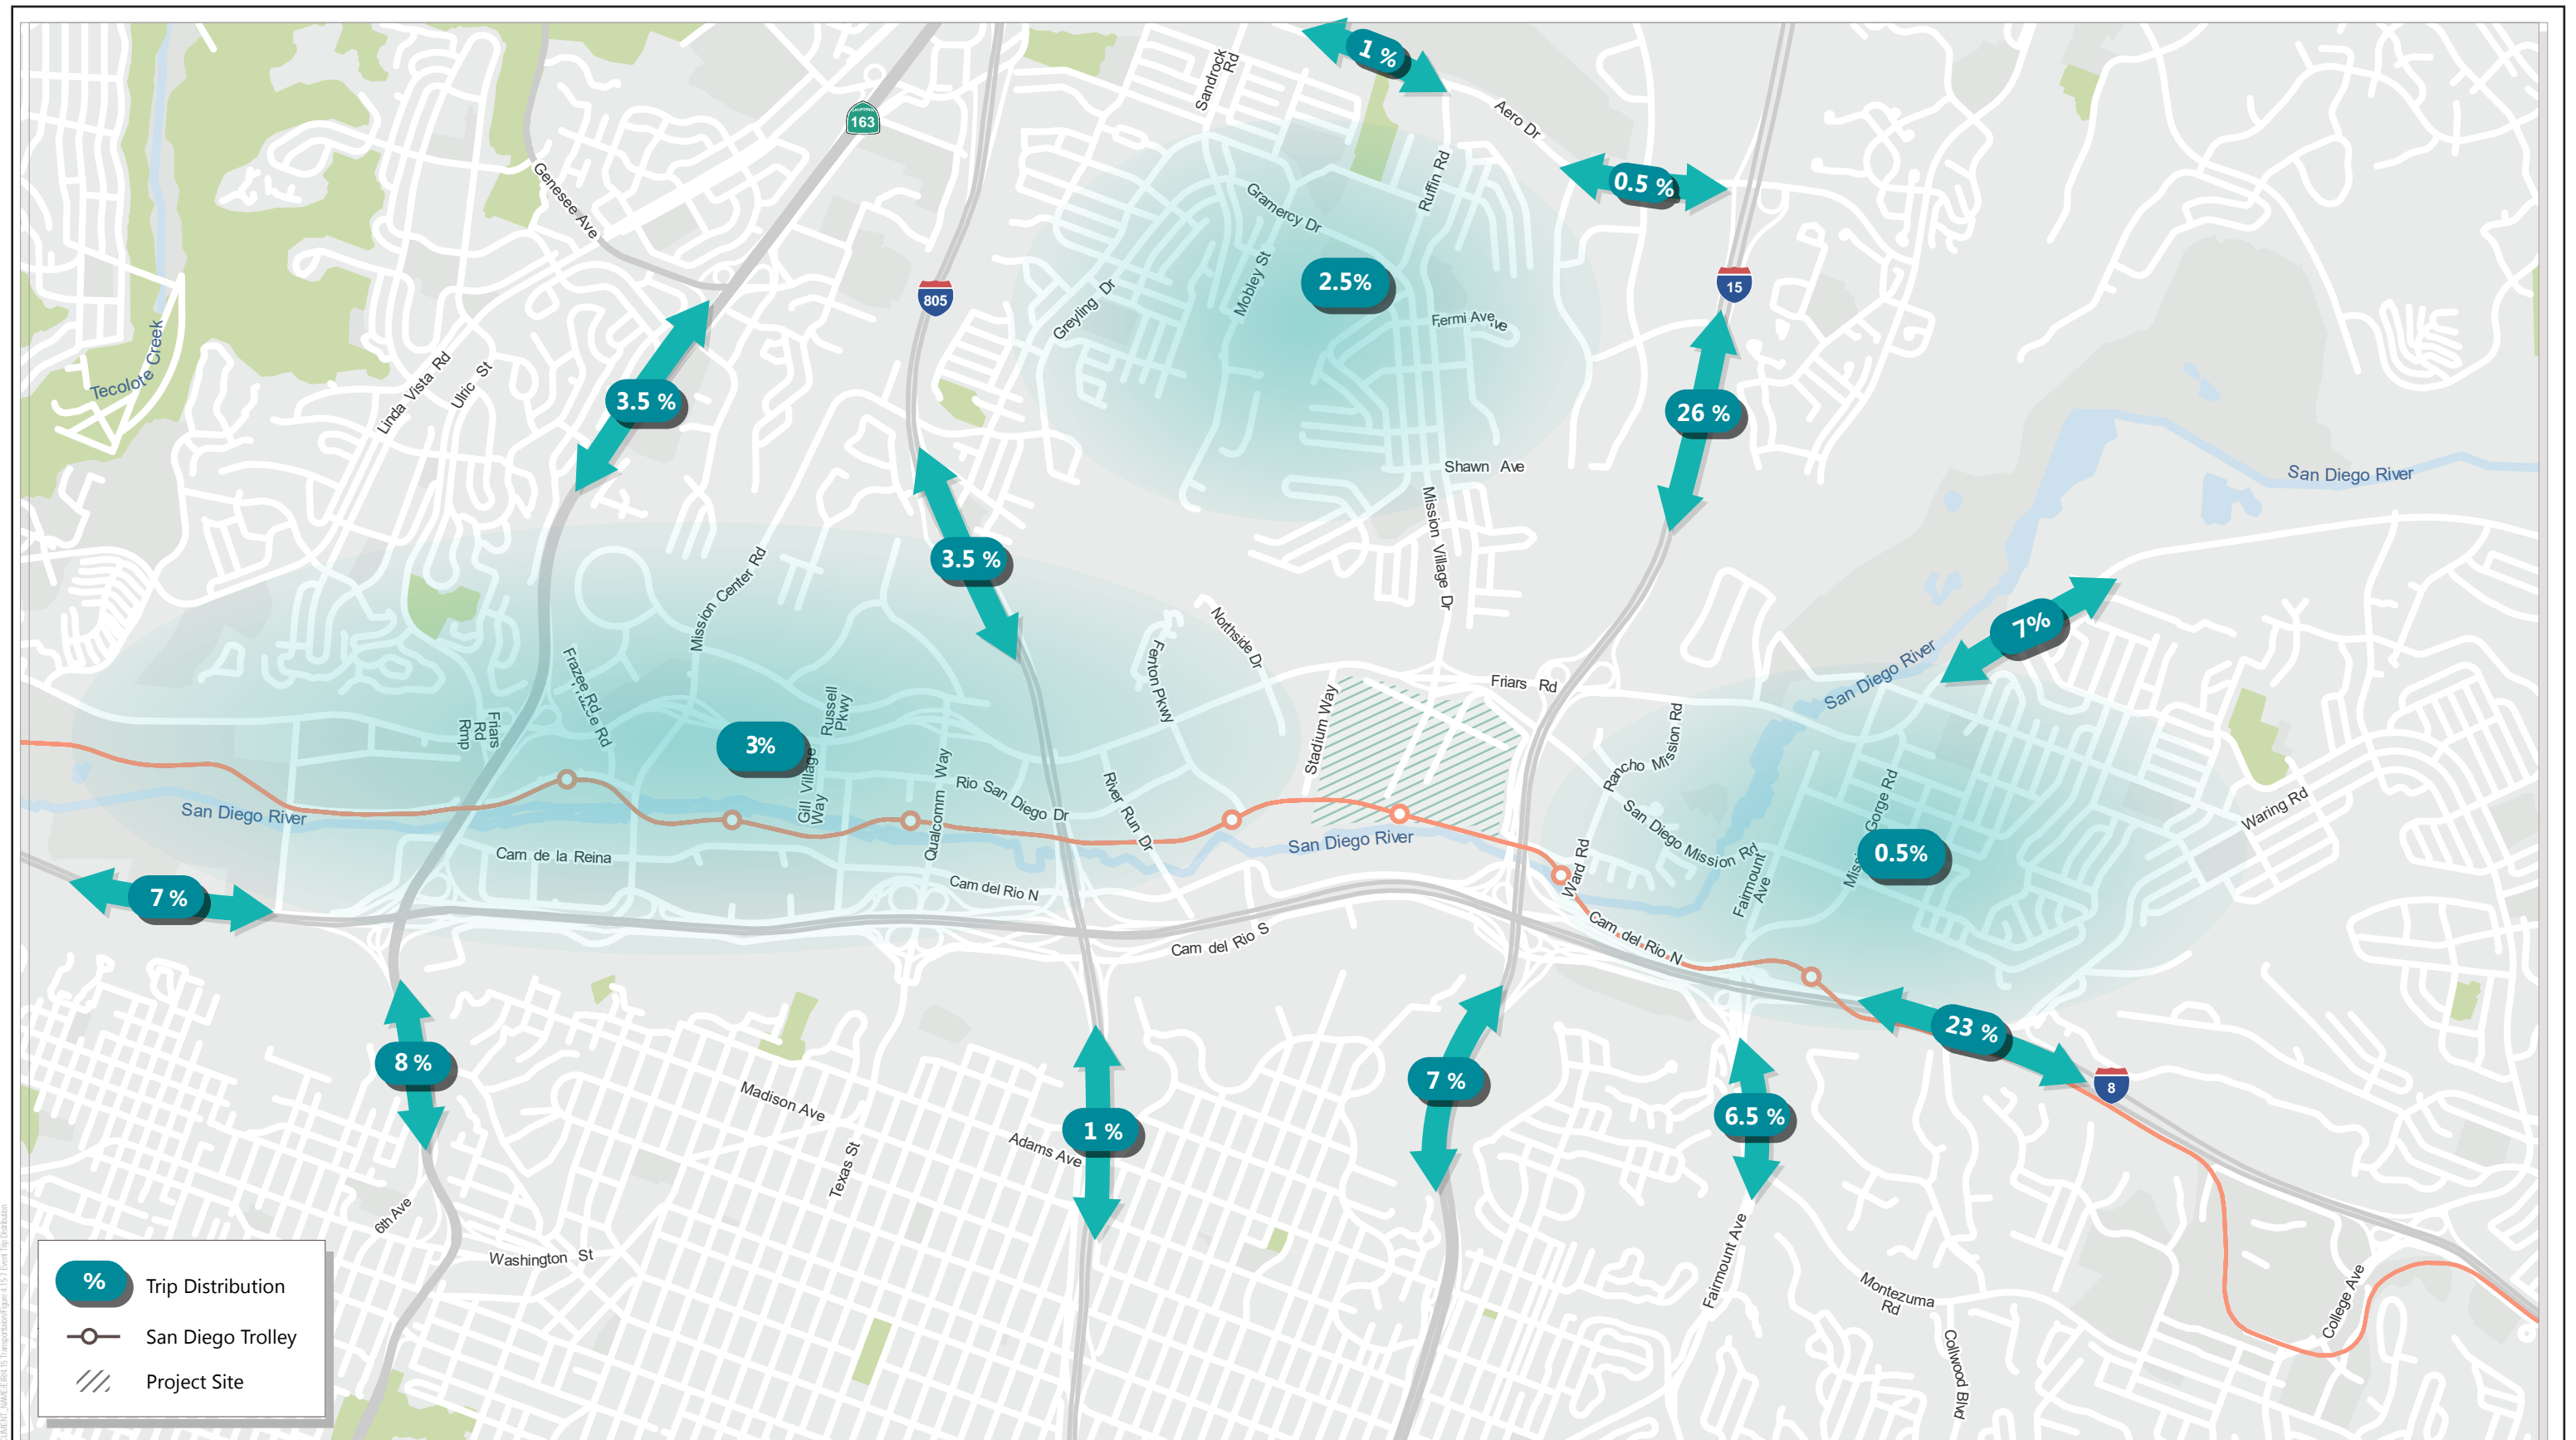 1 %
Sandrock
Rd
Aero Dr
CALIFORNIA
163
Genesee Ave
0.5 %
Ruffin Rd
Gramercy Dr
Mobley St
2.5%
805
15
Greyling Dr
Fermi Ave
Tecolote Creek
Linda Vista Rd
Ulric St
3.5 %
26 %
Shawn Ave
San Diego River
Mission Village Dr
3.5 %
Mission Center Rd
7%
Northside Dr
Fenton Pkwy
San Diego River
Frazee Rd
Friars Rd
Stadium Way
Rancho Mission Rd
Friars
Rd
Rmp
Russell
Pkwy
3%
Gill Village
Way
Qualcomm Way
Rio San Diego Dr
River Run Dr
San Diego River
San Diego River
San Diego Mission Rd
Gorge Rd
Waring Rd
0.5%
Cam de la Reina
Cam del Rio N
Ward Rd
Fairmount
Ave
7 %
Cam del Rio S
Cam del Rio N
23 %
8 %
7 %
8
Madison Ave
Adams Ave
1 %
6.5 %
Texas St
6th Ave
Washington St
Fairmount Ave
Montezuma
Rd
College Ave
Collwood Blvd
%
Trip Distribution
San Diego Trolley
Project Site